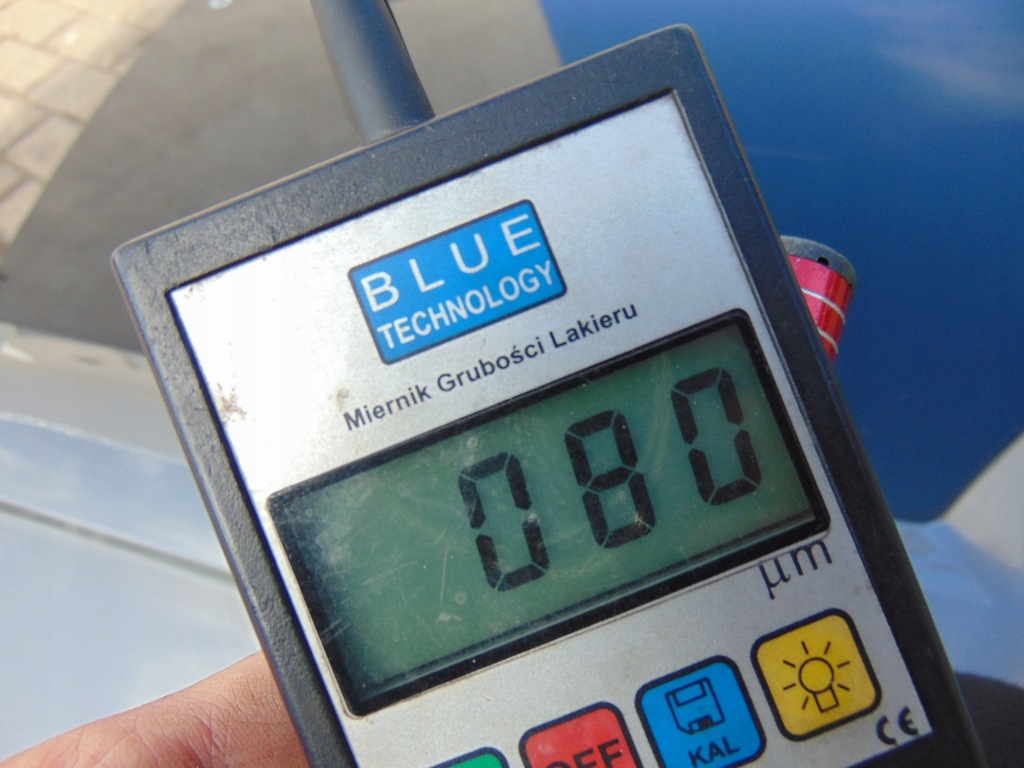 BLUE
TECHNOLOGY
Miernik Grubości Lakieru
080
µm
OFF
KAL
CE